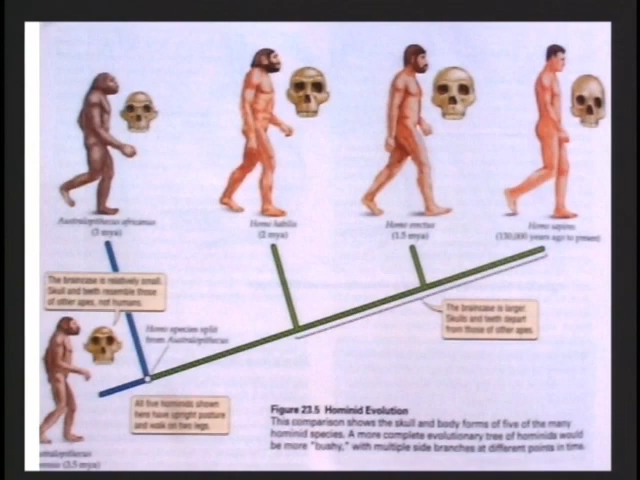 Australopithecus africanus
(3 mya)
Homo habilis
(2 mya)
Homo erectus
(1.5 mya)
Homo sapiens
(150,000 years ago to present)
The braincase is relatively small.
Skull and teeth resemble those
of other apes, not humans.
Homo species split
from Australopithecus
The braincase is larger.
Skulls and teeth depart
from those of other apes.
All five hominids shown
here have upright posture
and walk on two legs.
(3.5 mya)
Figure 23.5 Hominid Evolution
This comparison shows the skull and body forms of five of the many
hominid species. A more complete evolutionary tree of hominids would
be more "bushy," with multiple side branches at different points in time.